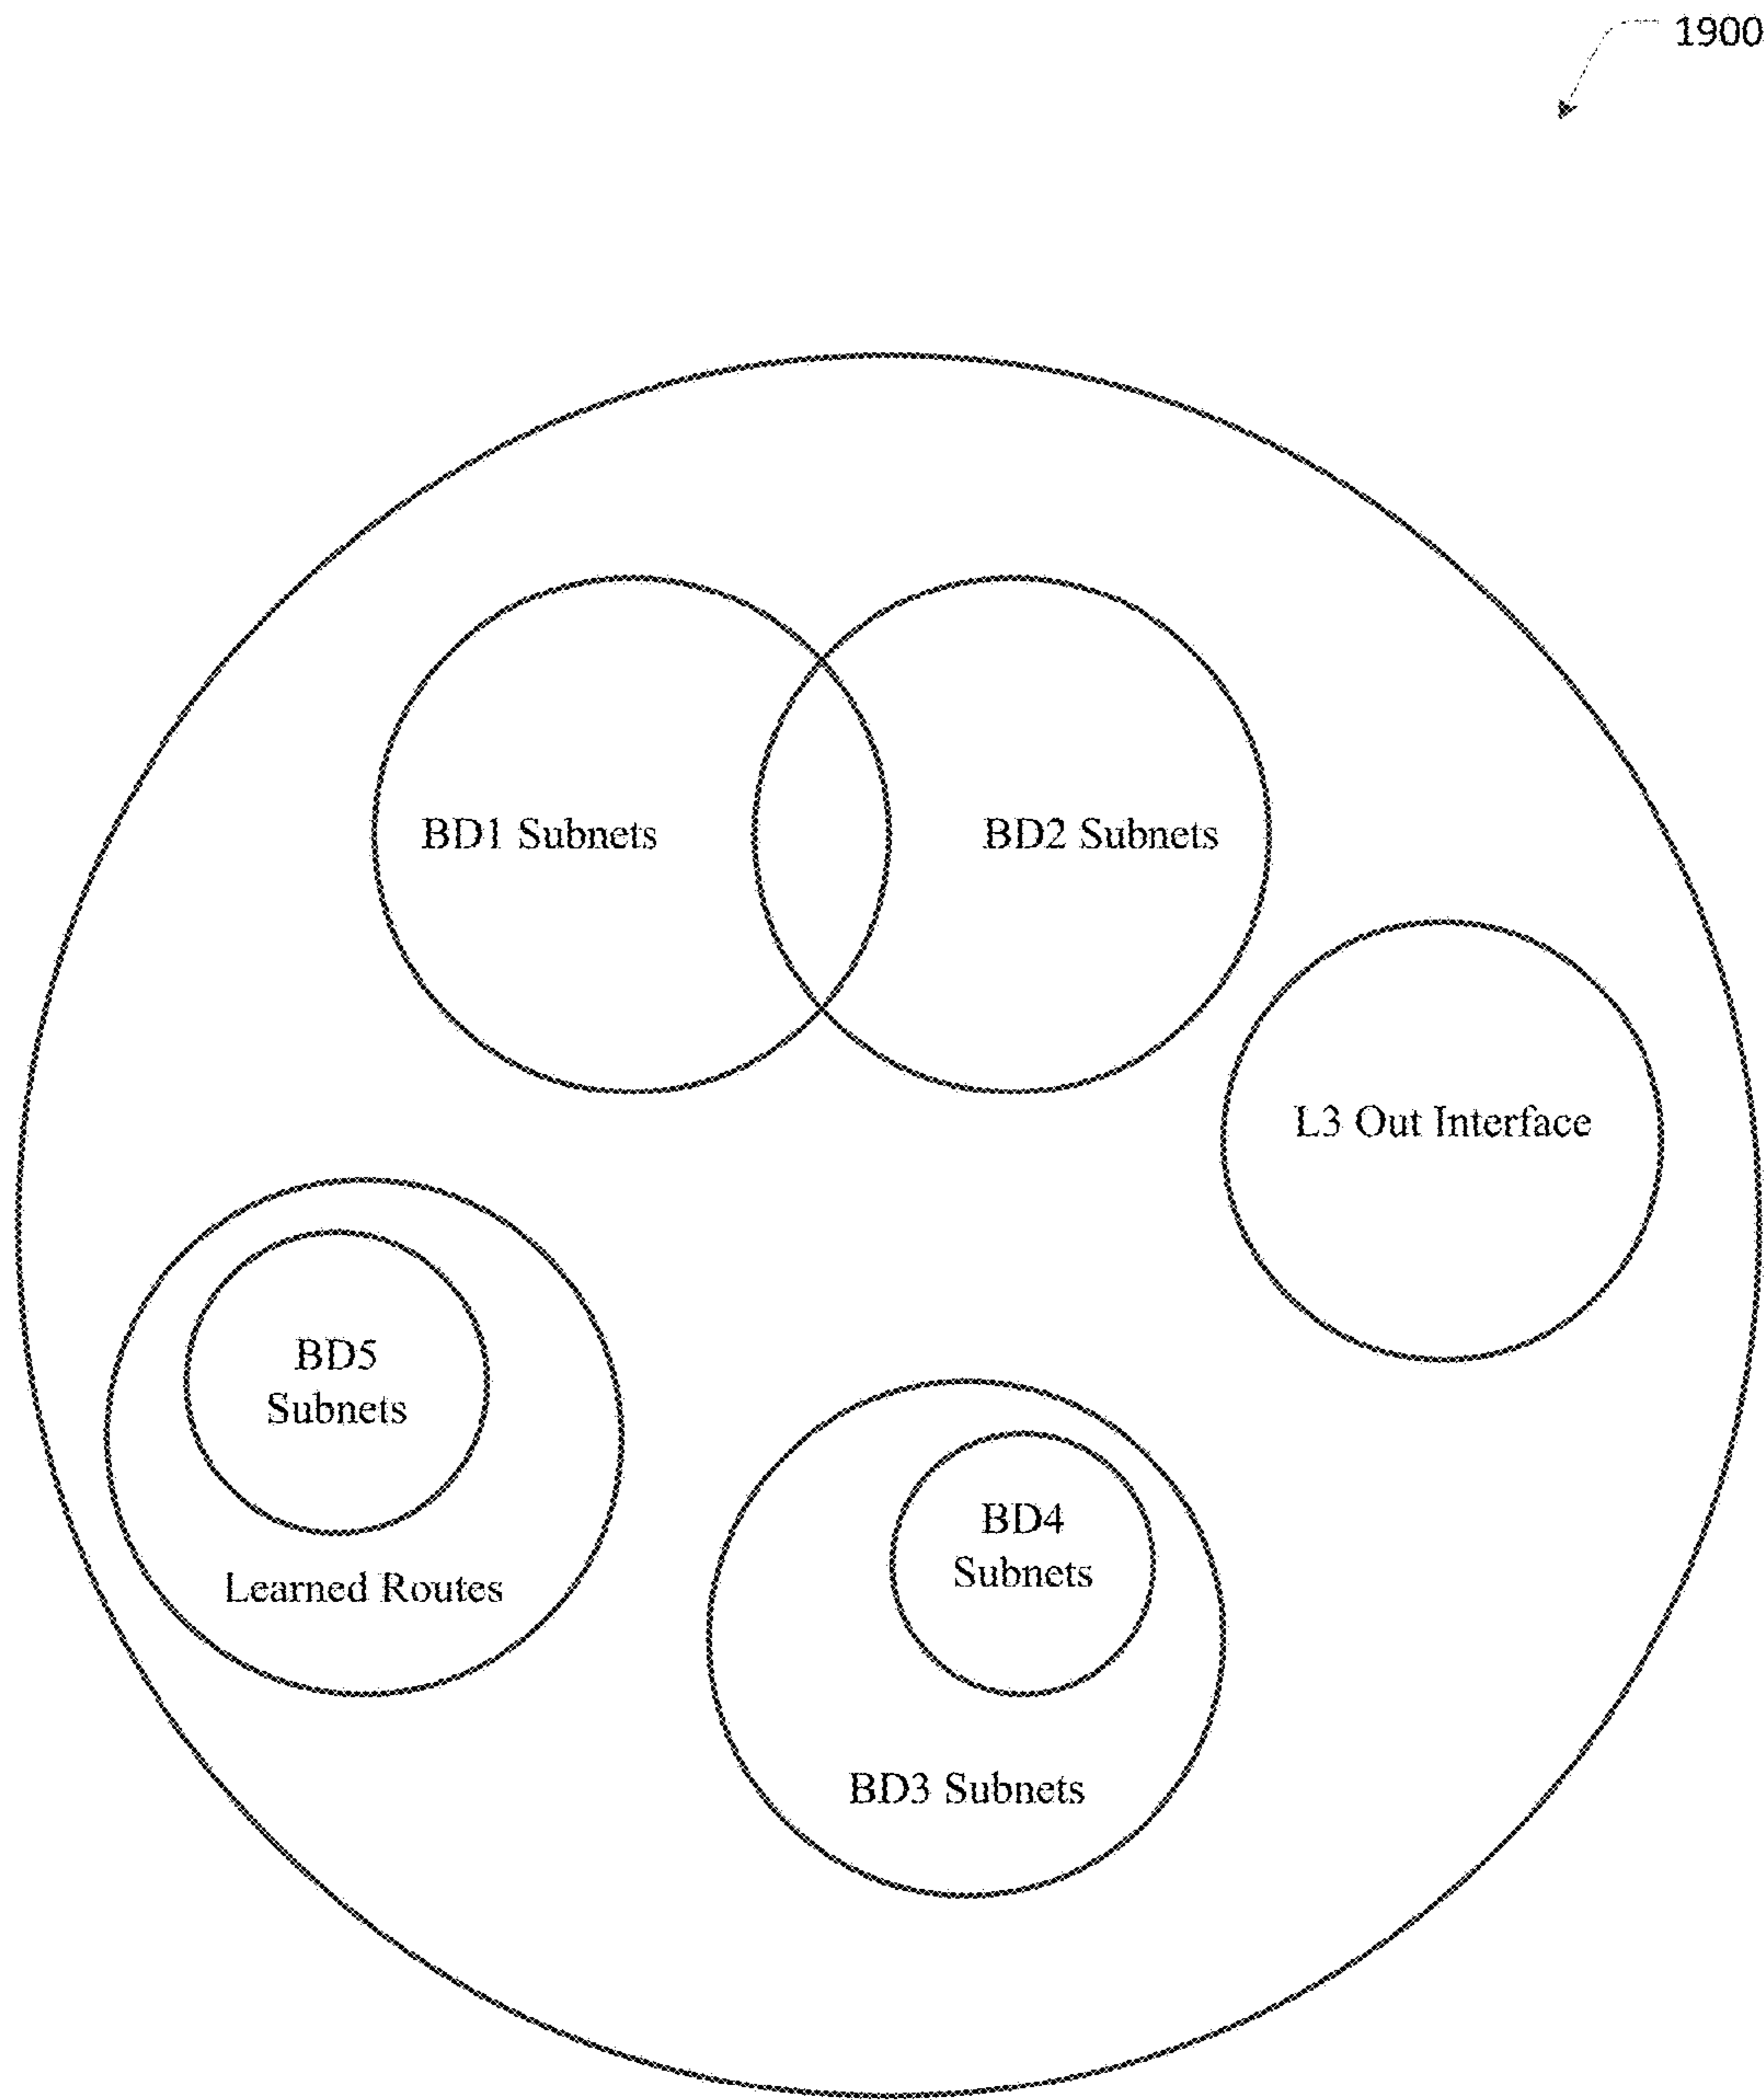 1900
BD1 Subnets
BD2 Subnets
L3 Out Interface
BD5
Subnets
Learned Routes
BD4
Subnets
BD3 Subnets